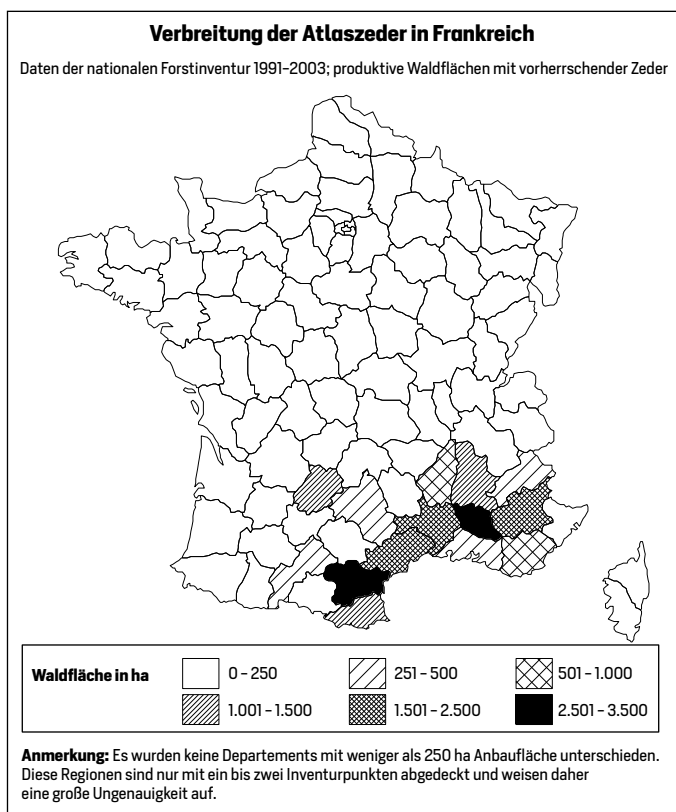 Verbreitung der Atlaszeder in Frankreich
Daten der nationalen Forstinventur 1991–2003; produktive Waldflächen mit vorherrschender Zeder
Waldfläche in ha
0 – 250
251 – 500
501 – 1.000
1.001 – 1.500
1.501 – 2.500
2.501 – 3.500
Anmerkung: Es wurden keine Departements mit weniger als 250 ha Anbaufläche unterschieden.
Diese Regionen sind nur mit ein bis zwei Inventurpunkten abgedeckt und weisen daher
eine große Ungenauigkeit auf.